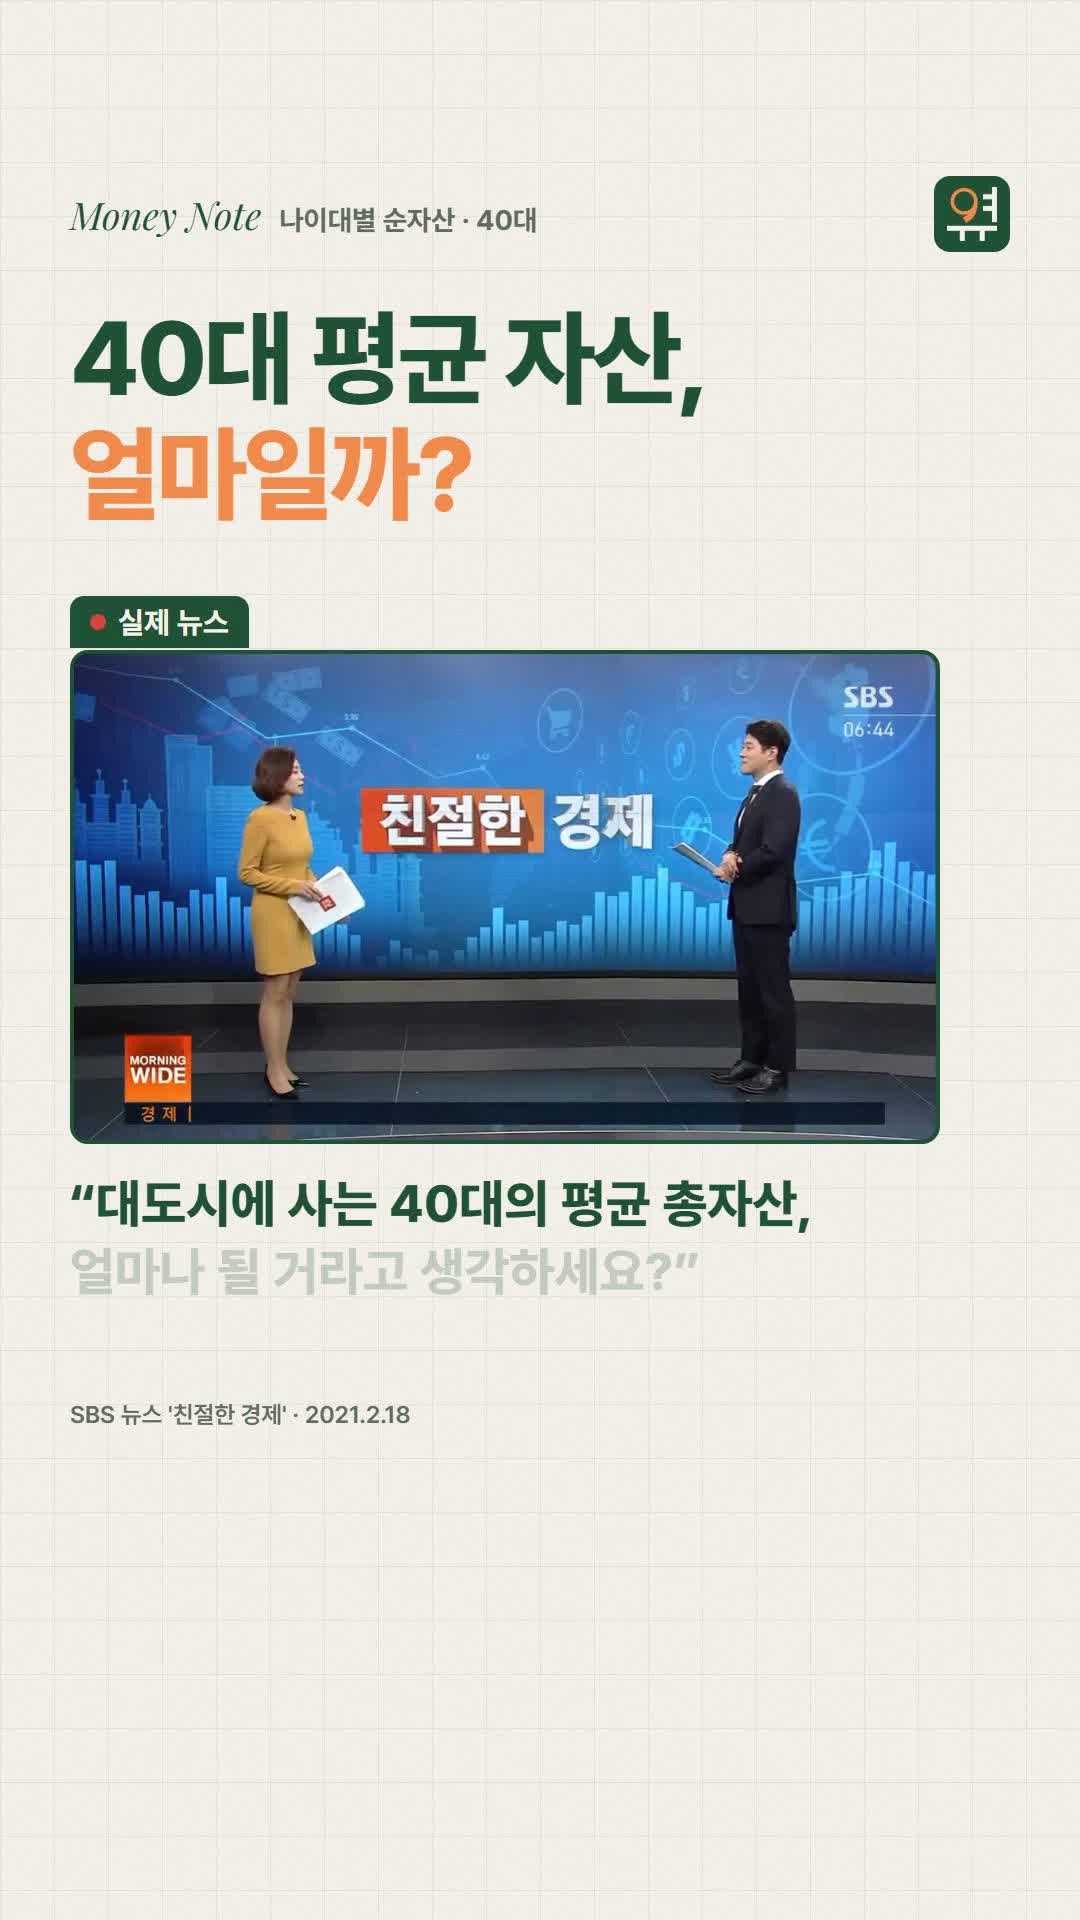 Money Note 나이대별 순자산 · 40대
여유
40대 평균 자산,
얼마일까?
실제 뉴스
SBS
06:44
친절한 경제
MORNING
WIDE
경제 |
“대도시에 사는 40대의 평균 총자산,
얼마나 될 거라고 생각하세요?”
SBS 뉴스 '친절한 경제' · 2021.2.18